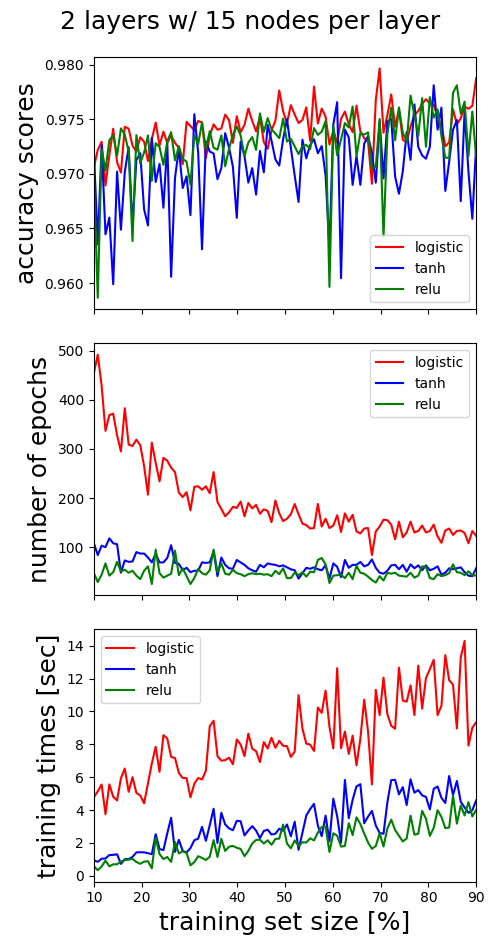 2 layers w/ 15 nodes per layer
accuracy scores
0.980
0.975
0.970
0.965
0.960
logistic
tanh
relu
number of epochs
500
400
300
200
100
logistic
tanh
relu
training times [sec]
14
12
10
8
6
4
2
0
logistic
tanh
relu
10 20 30 40 50 60 70 80 90
training set size [%]